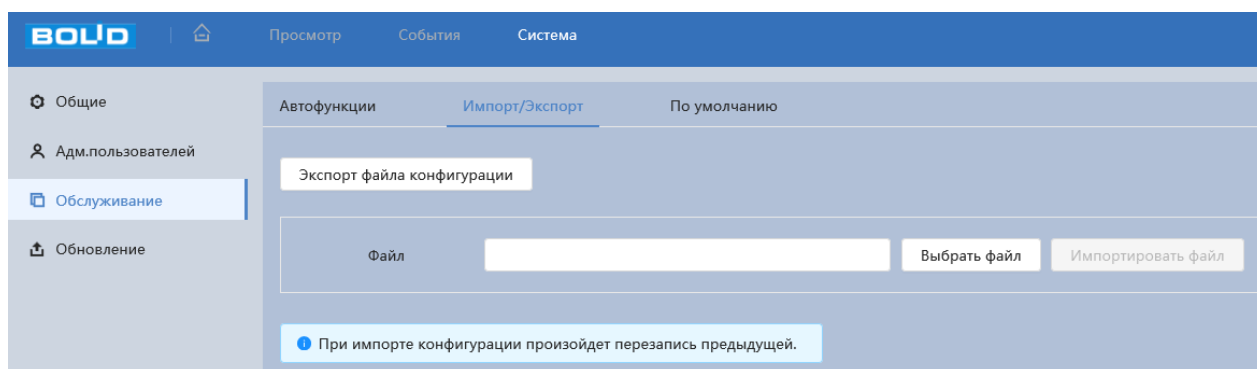 BOLID Просмотр События Система
Общие
Автофункции Импорт/Экспорт По умолчанию
Адм.пользователей
Экспорт файла конфигурации
Обслуживание
Обновление
Файл Выбрать файл Импортировать файл
При импорте конфигурации произойдет перезапись предыдущей.